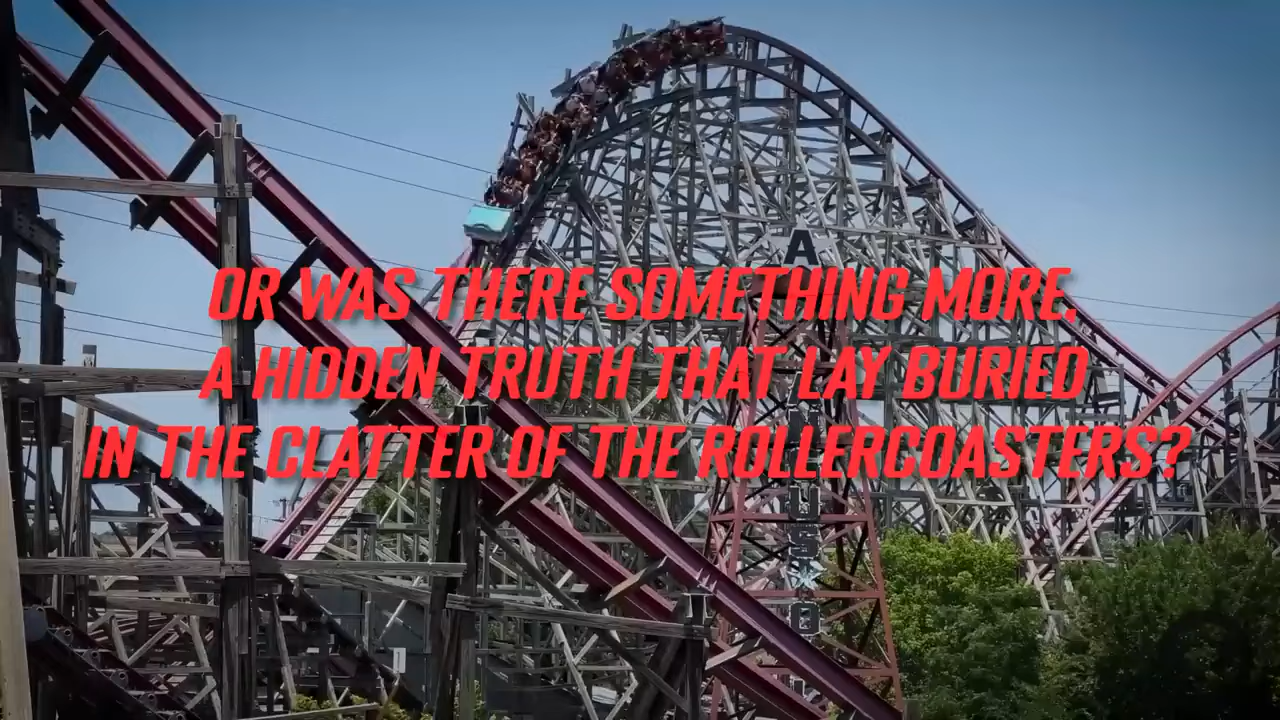 OR WAS THERE SOMETHING MORE.
A HIDDEN TRUTH THAT LAY BURIED
IN THE CLATTER OF THE ROLLERCOASTERS?